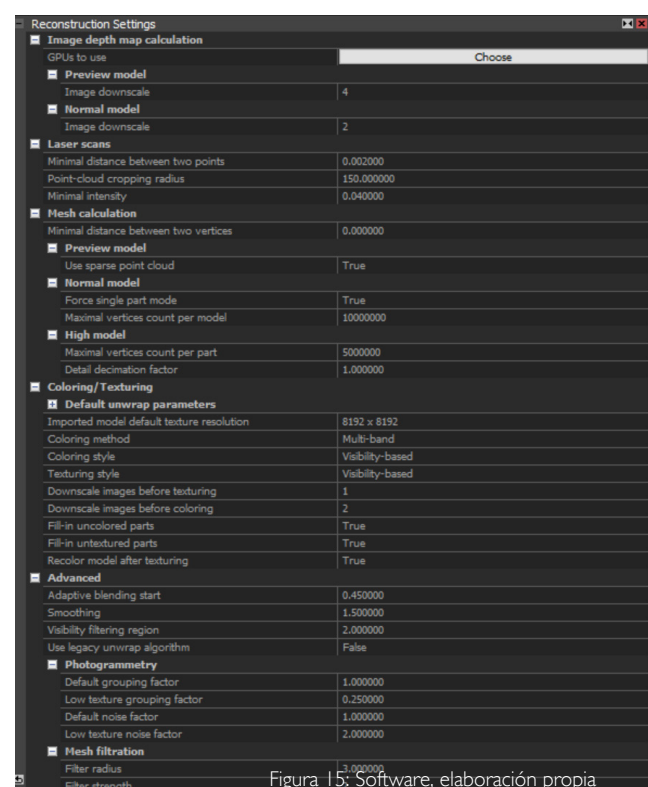 Reconstruction Settings
Image depth map calculation
GPUs to use Choose
Preview model
Image downscale 4
Normal model
Image downscale 2
Laser scans
Minimal distance between two points 0.002000
Point-cloud cropping radius 150.000000
Minimal intensity 0.040000
Mesh calculation
Minimal distance between two vertices 0.000000
Preview model
Use sparse point cloud True
Normal model
Force single part mode True
Maximal vertices count per model 10000000
High model
Maximal vertices count per part 5000000
Detail decimation factor 1.000000
Coloring/Texturing
Default unwrap parameters
Imported model default texture resolution 8192 x 8192
Coloring method Multi-band
Coloring style Visibility-based
Texturing style Visibility-based
Downscale images before texturing 1
Downscale images before coloring 2
Fill-in uncolored parts True
Fill-in untextured parts True
Recolor model after texturing True
Advanced
Adaptive blending start 0.450000
Smoothing 1.500000
Visibility filtering region 2.000000
Use legacy unwrap algorithm False
Photogrammetry
Default grouping factor 1.000000
Low texture grouping factor 0.250000
Default noise factor 1.000000
Low texture noise factor 2.000000
Mesh filtration
Filter radius 3.000000
Filter strength
Figura 15: Software, elaboración propia